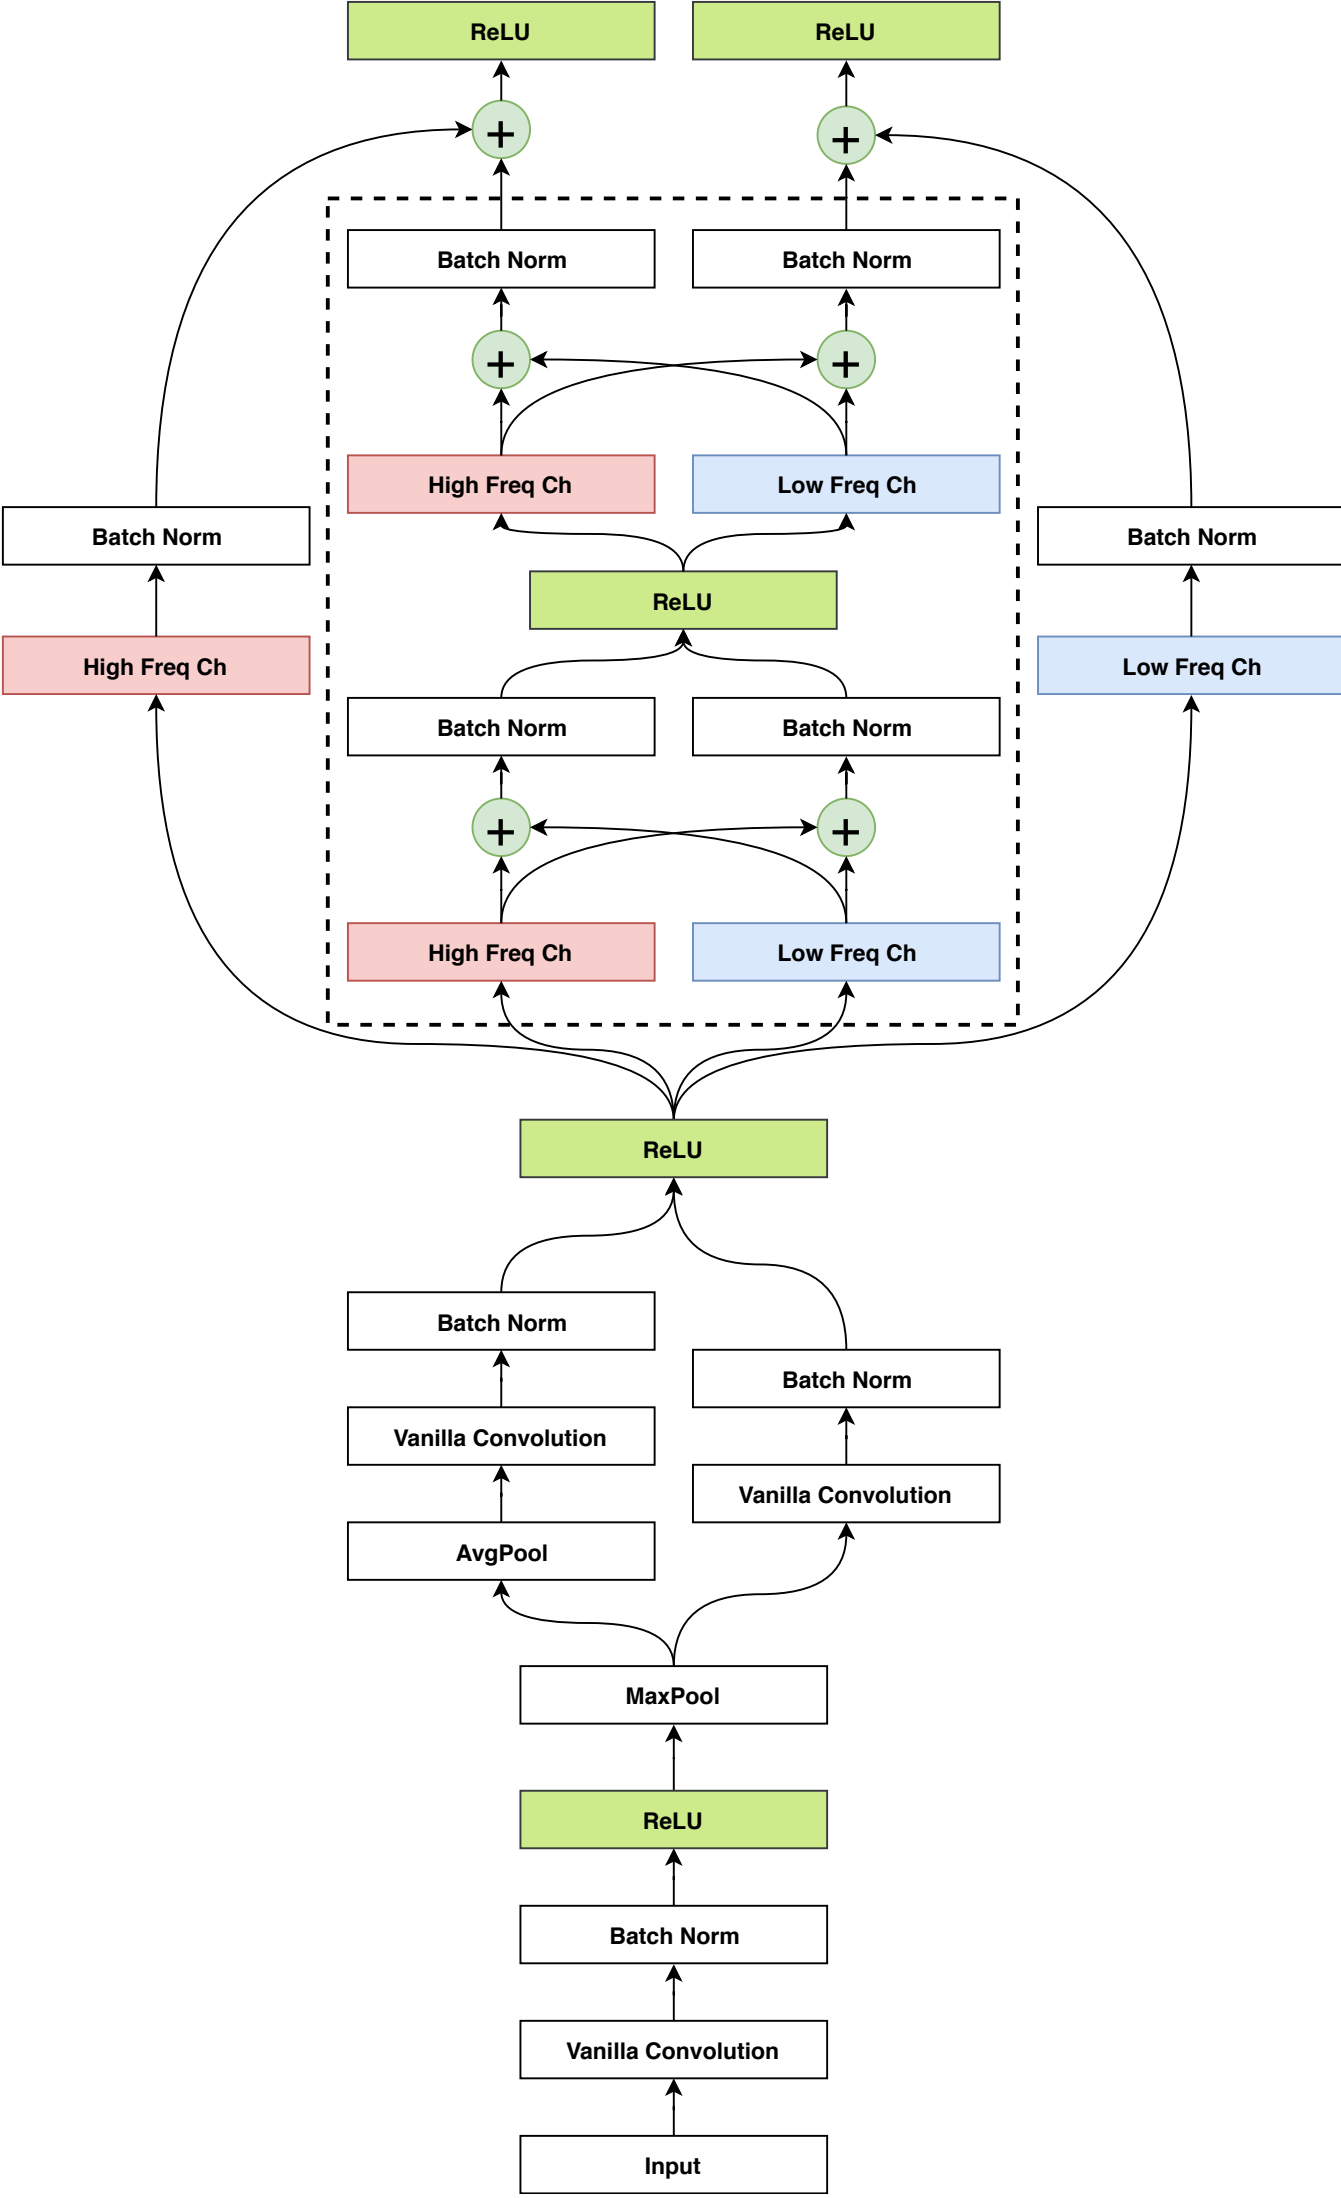 ReLU
ReLU
+
+
Batch Norm
Batch Norm
+
+
High Freq Ch
Low Freq Ch
Batch Norm
Batch Norm
ReLU
High Freq Ch
Low Freq Ch
Batch Norm
Batch Norm
+
+
High Freq Ch
Low Freq Ch
ReLU
Batch Norm
Batch Norm
Vanilla Convolution
Vanilla Convolution
AvgPool
MaxPool
ReLU
Batch Norm
Vanilla Convolution
Input